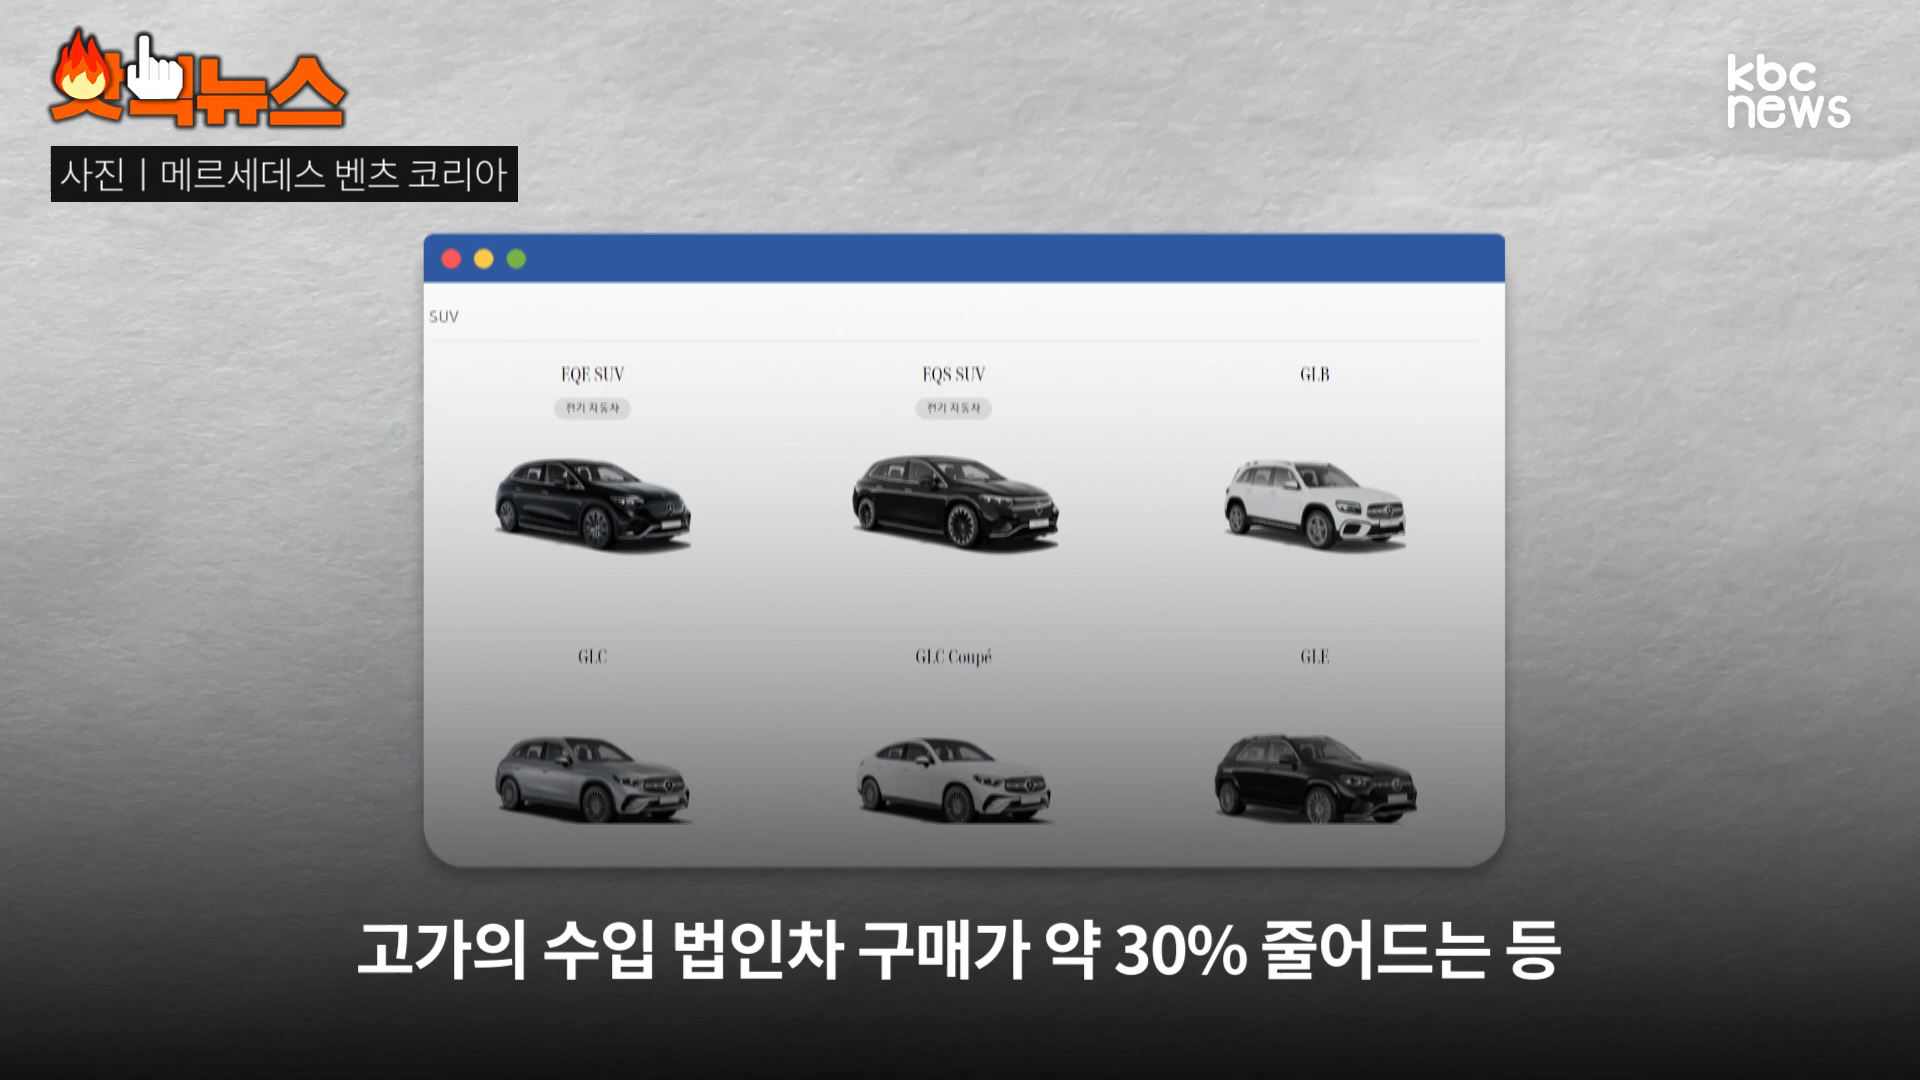 핫픽뉴스
kbc
news
사진 | 메르세데스 벤츠 코리아
SUV
EQE SUV
EQS SUV
GLB
전기 자동차
전기 자동차
GLC
GLC Coupé
GLE
고가의 수입 법인차 구매가 약 30% 줄어드는 등